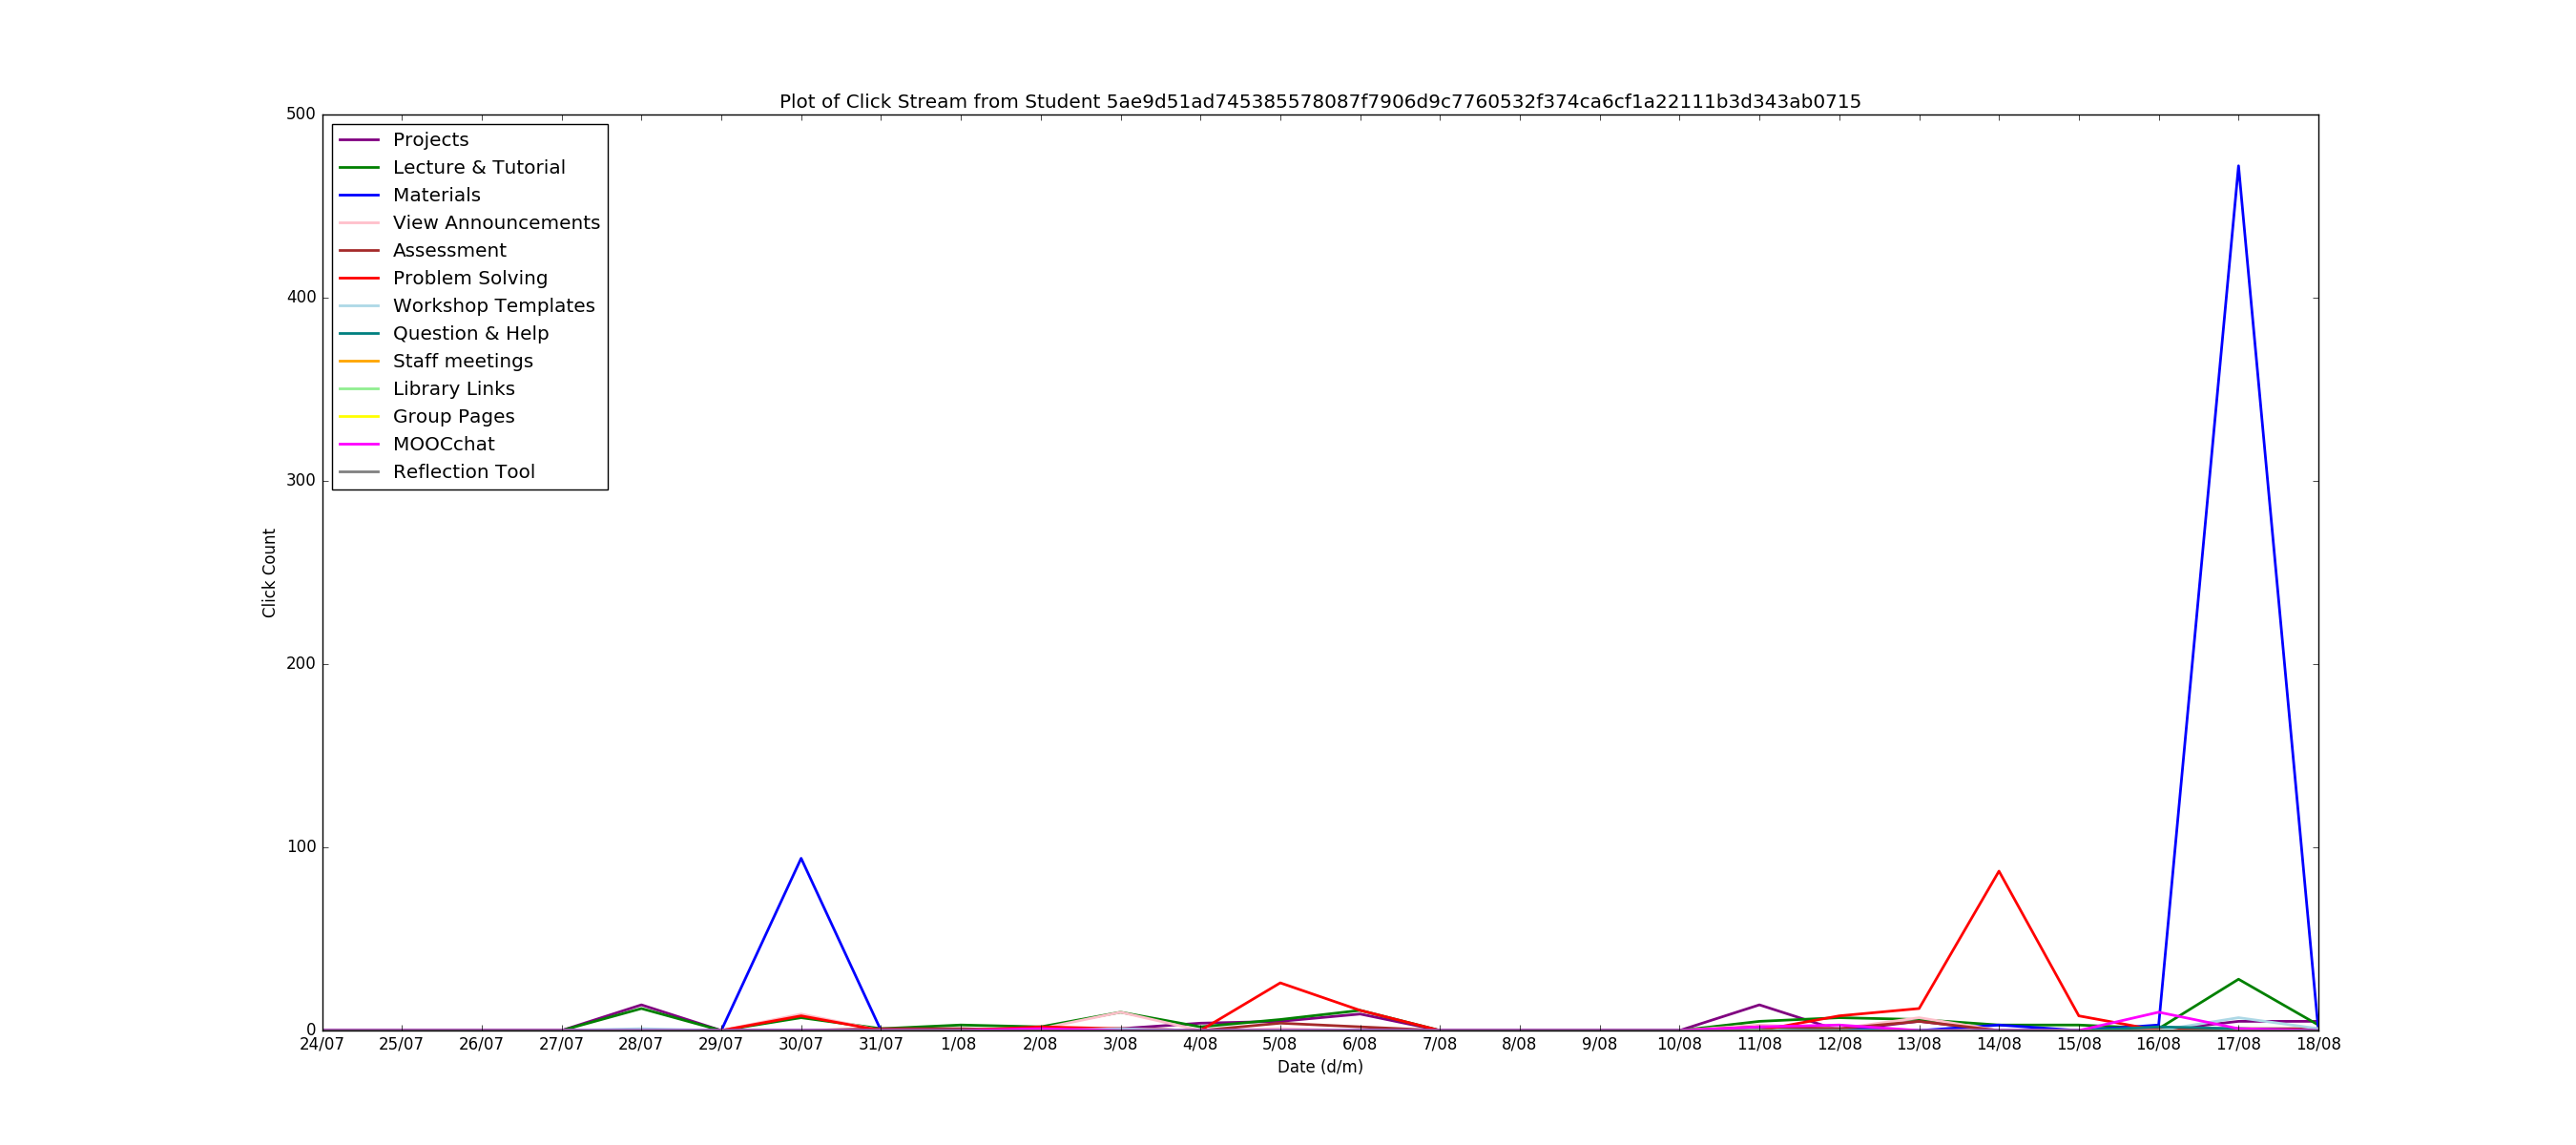 Plot of Click Stream from Student 5ae9d51ad745385578087f7906d9c7760532f374ca6cf1a22111b3d343ab0715
500
400
300
200
100
0
Click Count
Projects
Lecture & Tutorial
Materials
View Announcements
Assessment
Problem Solving
Workshop Templates
Question & Help
Staff meetings
Library Links
Group Pages
MOOCchat
Reflection Tool
24/07 25/07 26/07 27/07 28/07 29/07 30/07 31/07 1/08 2/08 3/08 4/08 5/08 6/08 7/08 8/08 9/08 10/08 11/08 12/08 13/08 14/08 15/08 16/08 17/08 18/08
Date (d/m)